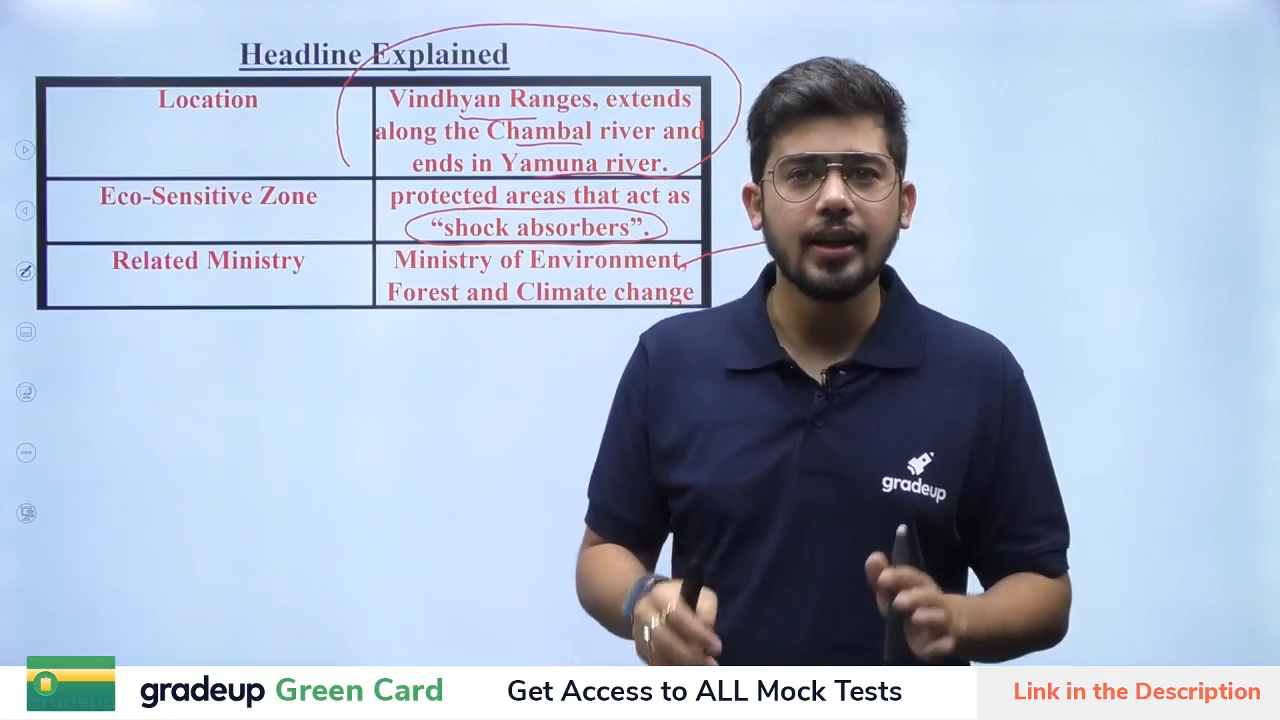 Headline Explained
Location
Vindhyan Ranges, extends
along the Chambal river and
ends in Yamuna river.
Eco-Sensitive Zone
protected areas that act as
“shock absorbers”.
Related Ministry
Ministry of Environment,
Forest and Climate change
gradeup
gradeup
gradeup Green Card
Get Access to ALL Mock Tests
Link in the Description